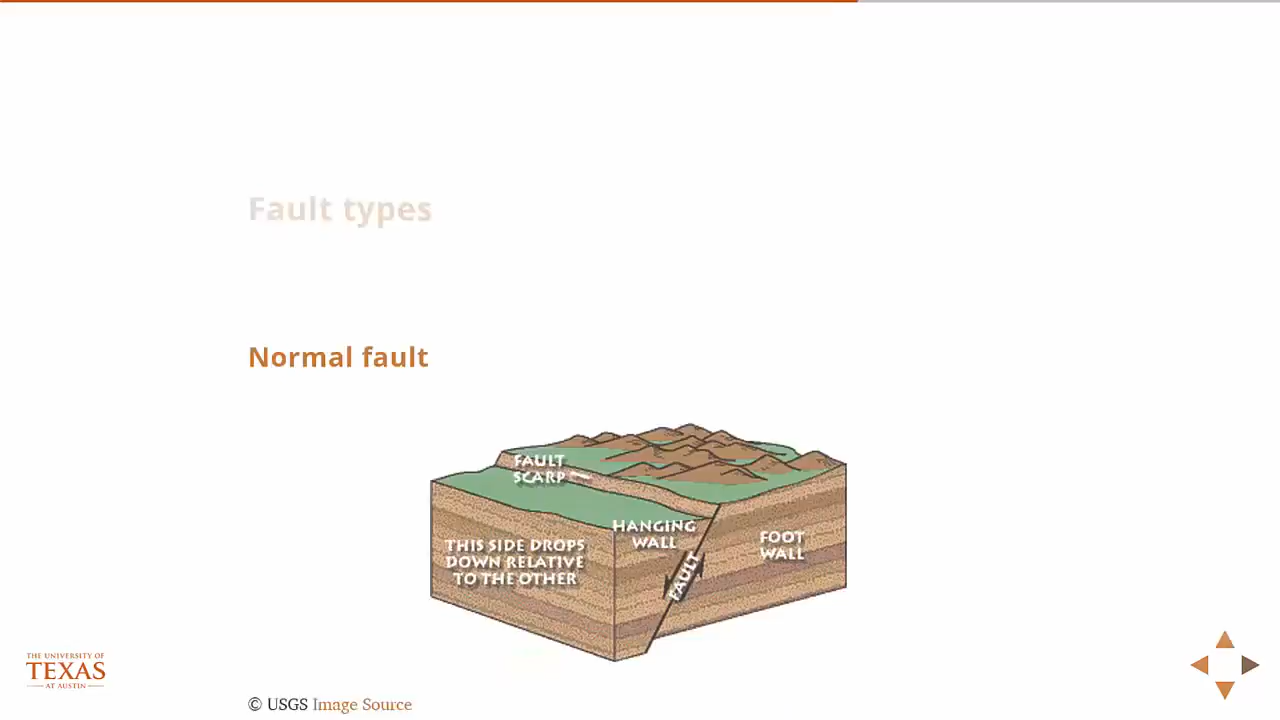 Fault types
Normal fault
FAULT
SCARP
HANGING
WALL
FOOT
WALL
THIS SIDE DROPS
DOWN RELATIVE
TO THE OTHER
FAULT
THE UNIVERSITY OF
TEXAS
AT AUSTIN
© USGS Image Source